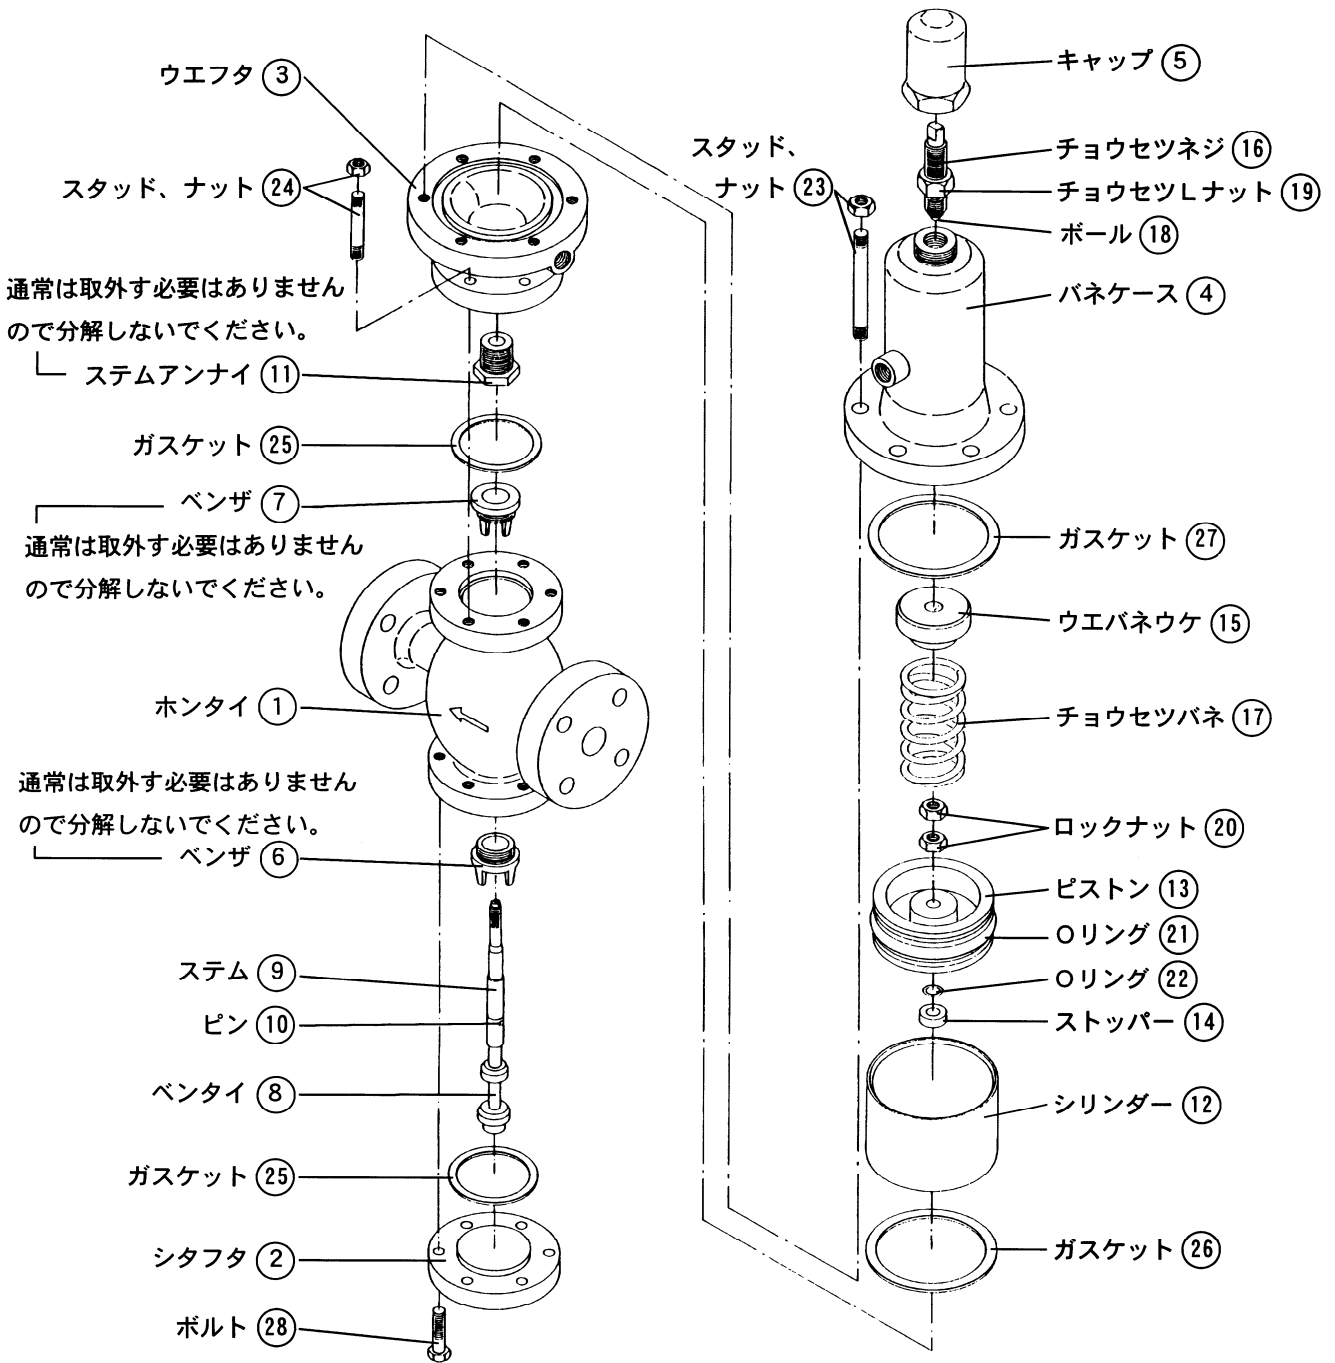 ウエフタ ③
スタッド、ナット ㉔
通常は取外す必要はありません
ので分解しないでください。
ステムアンナイ ⑪
ガスケット ㉕
ベンザ ⑦
通常は取外す必要はありません
ので分解しないでください。
ホンタイ ①
通常は取外す必要はありません
ので分解しないでください。
ベンザ ⑥
ステム ⑨
ピン ⑩
ベンタイ ⑧
ガスケット ㉕
シタフタ ②
ボルト ㉘
スタッド、
ナット ㉓
キャップ ⑤
チョウセツネジ ⑯
チョウセツLナット ⑲
ボール ⑱
バネケース ④
ガスケット ㉗
ウエバネウケ ⑮
チョウセツバネ ⑰
ロックナット ⑳
ピストン ⑬
Oリング ㉑
Oリング ㉒
ストッパー ⑭
シリンダー ⑫
ガスケット ㉖